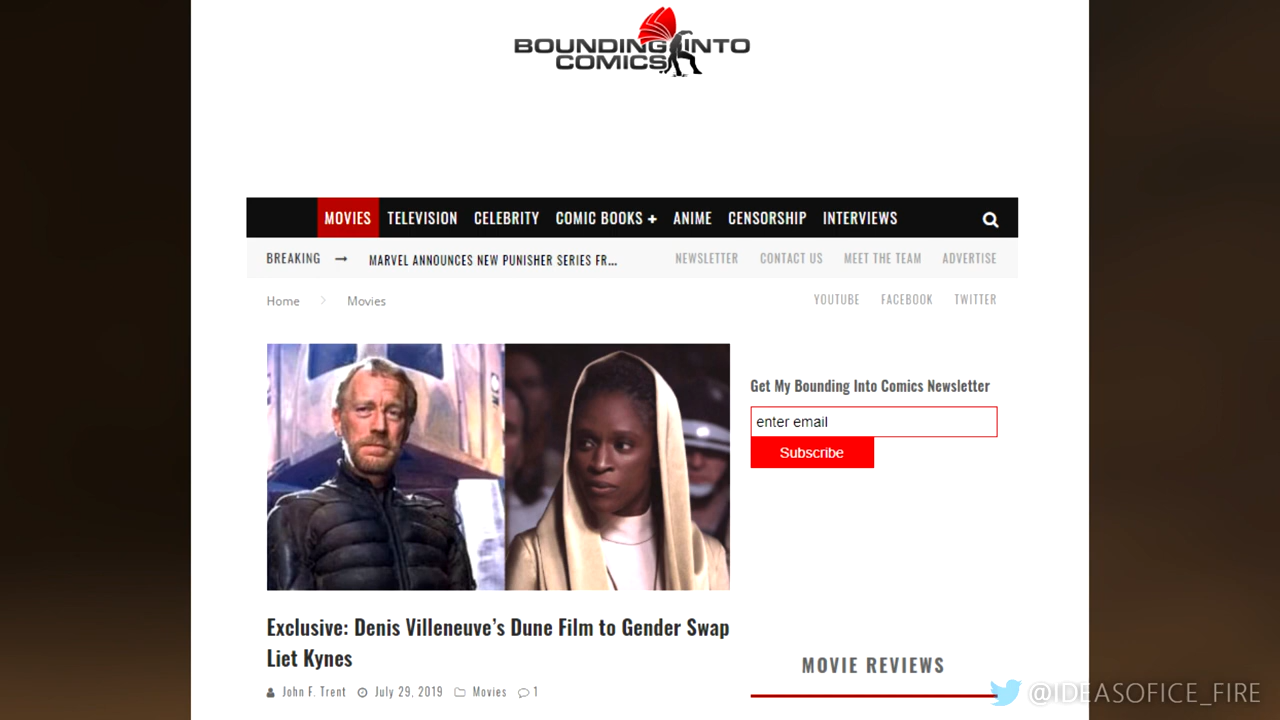 BOUNDING INTO
COMICS
MOVIES TELEVISION CELEBRITY COMIC BOOKS + ANIME CENSORSHIP INTERVIEWS
BREAKING → MARVEL ANNOUNCES NEW PUNISHER SERIES FR... NEWSLETTER CONTACT US MEET THE TEAM ADVERTISE
Home > Movies YOUTUBE FACEBOOK TWITTER
Get My Bounding Into Comics Newsletter
enter email
Subscribe
Exclusive: Denis Villeneuve's Dune Film to Gender Swap
Liet Kynes
John F. Trent July 29, 2019 Movies 1
MOVIE REVIEWS
@IDEASOFICE_FIRE